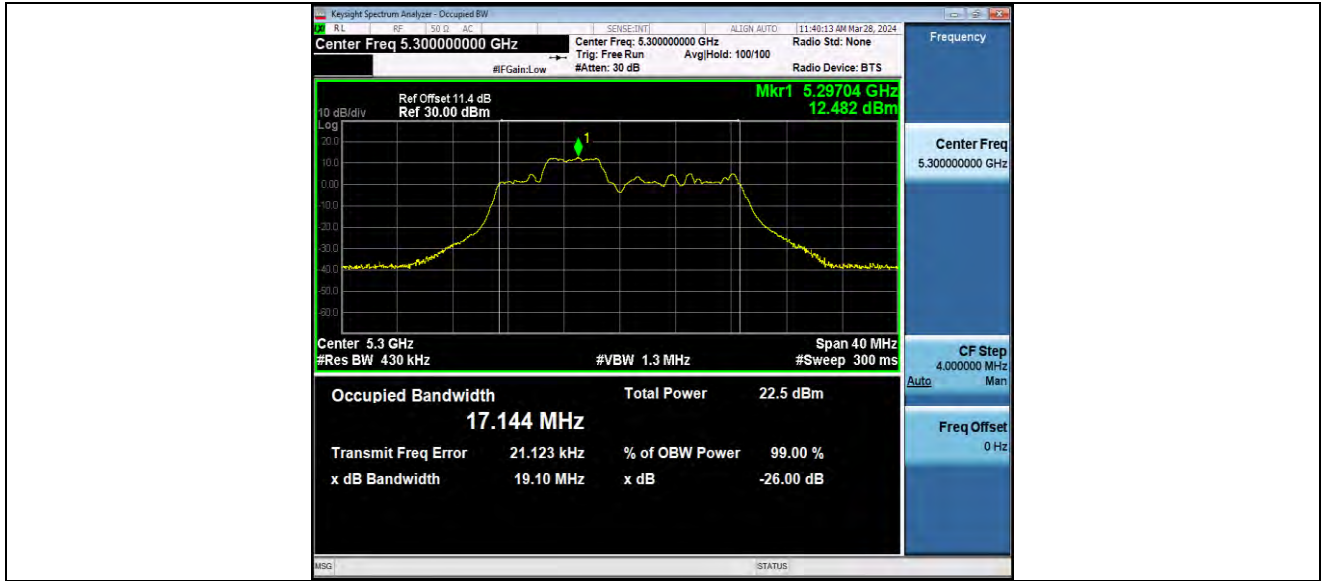 Keysight Spectrum Analyzer - Occupied BW
RL RF 50 Ω AC SENSE:INT ALIGN AUTO 11:40:13 AM Mar 28, 2024
Center Freq 5.300000000 GHz Center Freq: 5.300000000 GHz Radio Std: None Frequency
Trig: Free Run Avg|Hold: 100/100
#IFGain:Low #Atten: 30 dB Radio Device: BTS
Mkr1 5.29704 GHz
Ref Offset 11.4 dB 12.482 dBm
10 dB/div Ref 30.00 dBm
Log
20.0
10.0
0.00
-10.0
-20.0
-30.0
-40.0
-50.0
-60.0
1
Center Freq
5.300000000 GHz
Center 5.3 GHz Span 40 MHz
#Res BW 430 kHz #VBW 1.3 MHz #Sweep 300 ms
CF Step
4.000000 MHz
Auto Man
Occupied Bandwidth Total Power 22.5 dBm
17.144 MHz
Freq Offset
0 Hz
Transmit Freq Error 21.123 kHz % of OBW Power 99.00 %
x dB Bandwidth 19.10 MHz x dB -26.00 dB
MSG STATUS